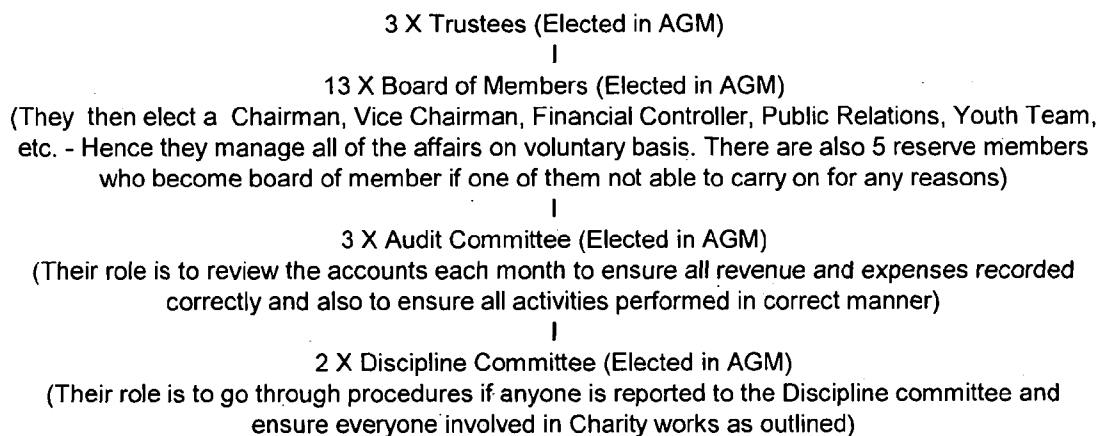 3 X Trustees (Elected in AGM)
|
13 X Board of Members (Elected in AGM)
(They then elect a Chairman, Vice Chairman, Financial Controller, Public Relations, Youth Team,
etc. - Hence they manage all of the affairs on voluntary basis. There are also 5 reserve members
who become board of member if one of them not able to carry on for any reasons)
|
3 X Audit Committee (Elected in AGM)
(Their role is to review the accounts each month to ensure all revenue and expenses recorded
correctly and also to ensure all activities performed in correct manner)
|
2 X Discipline Committee (Elected in AGM)
(Their role is to go through procedures if anyone is reported to the Discipline committee and
ensure everyone involved in Charity works as outlined)